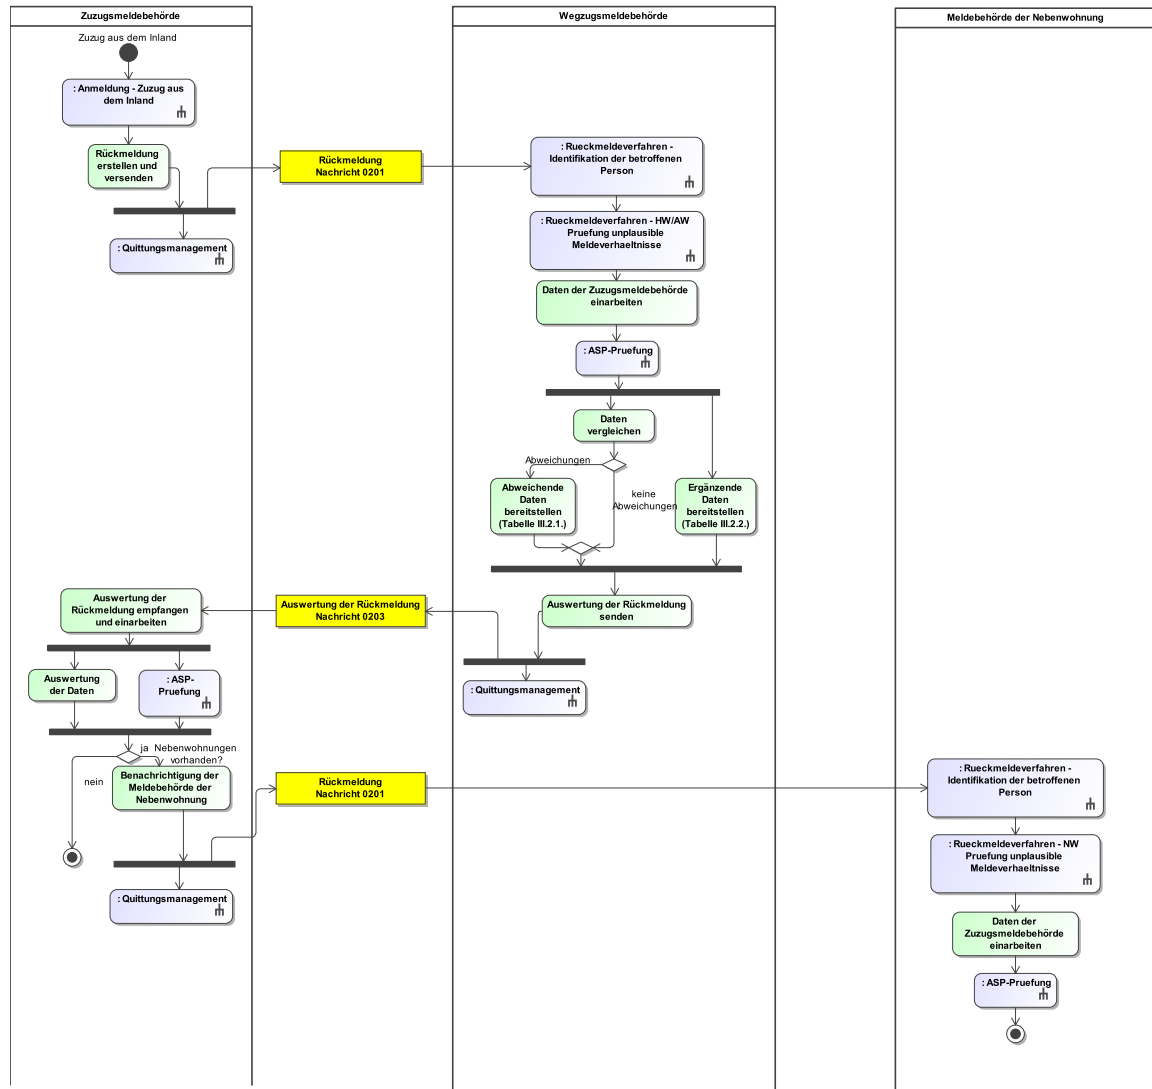 Zuzugsmeldebehörde
Wegzugsmeldebehörde
Meldebehörde der Nebenwohnung
Zuzug aus dem Inland
: Anmeldung - Zuzug aus
dem Inland
Rückmeldung
erstellen und
versenden
: Quittungsmanagement
Rückmeldung
Nachricht 0201
: Rueckmeldeverfahren -
Identifikation der betroffenen
Person
: Rueckmeldeverfahren - HW/AW
Pruefung unplausible
Meldeverhaeltnisse
Daten der Zuzugsmeldebehörde
einarbeiten
: ASP-Pruefung
Daten
vergleichen
Abweichungen
Abweichende
Daten
bereitstellen
(Tabelle III.2.1.)
keine
Abweichungen
Ergänzende
Daten
bereitstellen
(Tabelle III.2.2.)
Auswertung der Rückmeldung
senden
: Quittungsmanagement
Auswertung der Rückmeldung
Nachricht 0203
Auswertung der
Rückmeldung empfangen
und einarbeiten
Auswertung
der Daten
: ASP-
Pruefung
ja Nebenwohnungen
vorhanden?
nein
Benachrichtigung der
Meldebehörde der
Nebenwohnung
: Quittungsmanagement
Rückmeldung
Nachricht 0201
: Rueckmeldeverfahren -
Identifikation der betroffenen
Person
: Rueckmeldeverfahren - NW
Pruefung unplausible
Meldeverhaeltnisse
Daten der
Zuzugsmeldebehörde
einarbeiten
: ASP-Pruefung